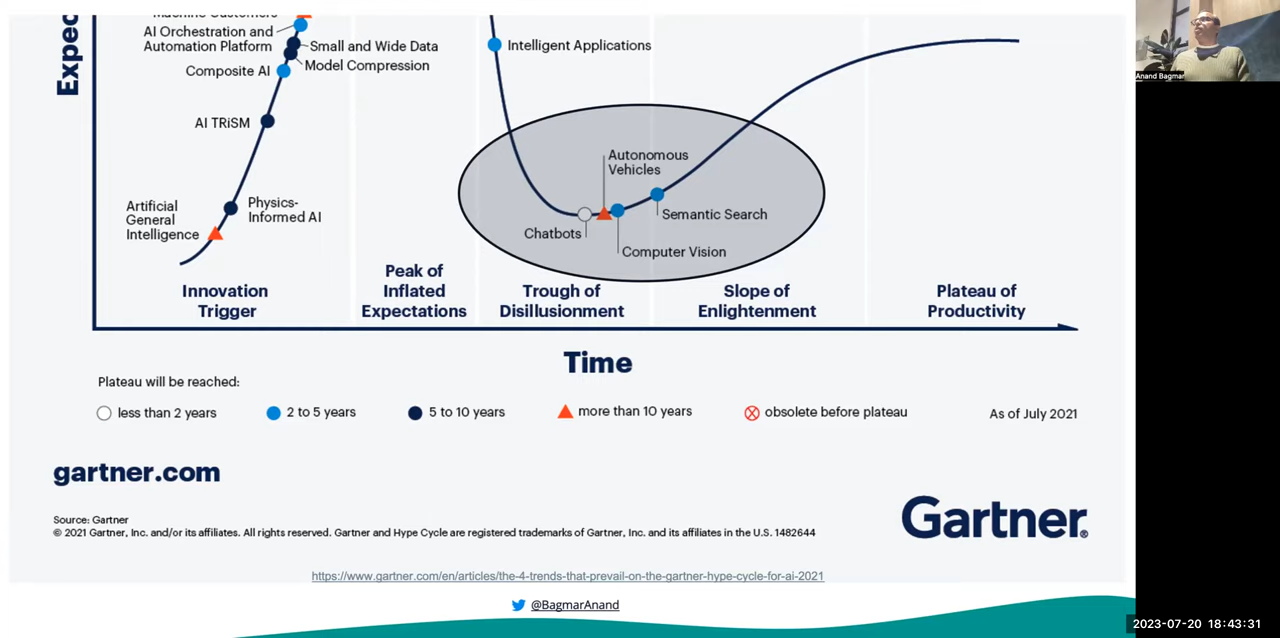 Expec
Machine Customers
AI Orchestration and
Automation Platform
Small and Wide Data
Model Compression
Composite AI
AI TRiSM
Artificial
General
Intelligence
Physics-
Informed AI
Intelligent Applications
Autonomous
Vehicles
Semantic Search
Chatbots
Computer Vision
Innovation
Trigger
Peak of
Inflated
Expectations
Trough of
Disillusionment
Slope of
Enlightenment
Plateau of
Productivity
Time
Plateau will be reached:
less than 2 years
2 to 5 years
5 to 10 years
more than 10 years
obsolete before plateau
As of July 2021
gartner.com
Source: Gartner
© 2021 Gartner, Inc. and/or its affiliates. All rights reserved. Gartner and Hype Cycle are registered trademarks of Gartner, Inc. and its affiliates in the U.S. 1482644
Gartner®
https://www.gartner.com/en/articles/the-4-trends-that-prevail-on-the-gartner-hype-cycle-for-ai-2021
@BagmarAnand
Anand Bagmar
2023-07-20 18:43:31